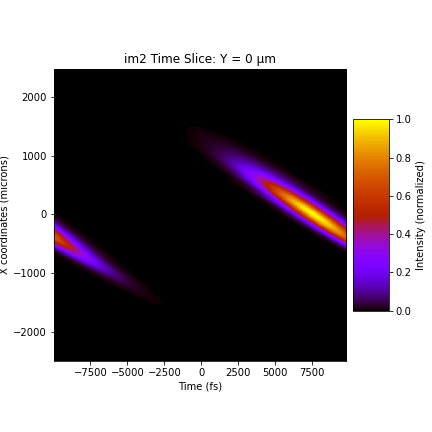 im2 Time Slice: Y = 0 μm
2000
1000
0
−1000
−2000
X coordinates (microns)
−7500 −5000 −2500 0 2500 5000 7500
Time (fs)
1.0
0.8
0.6
0.4
0.2
0.0
Intensity (normalized)